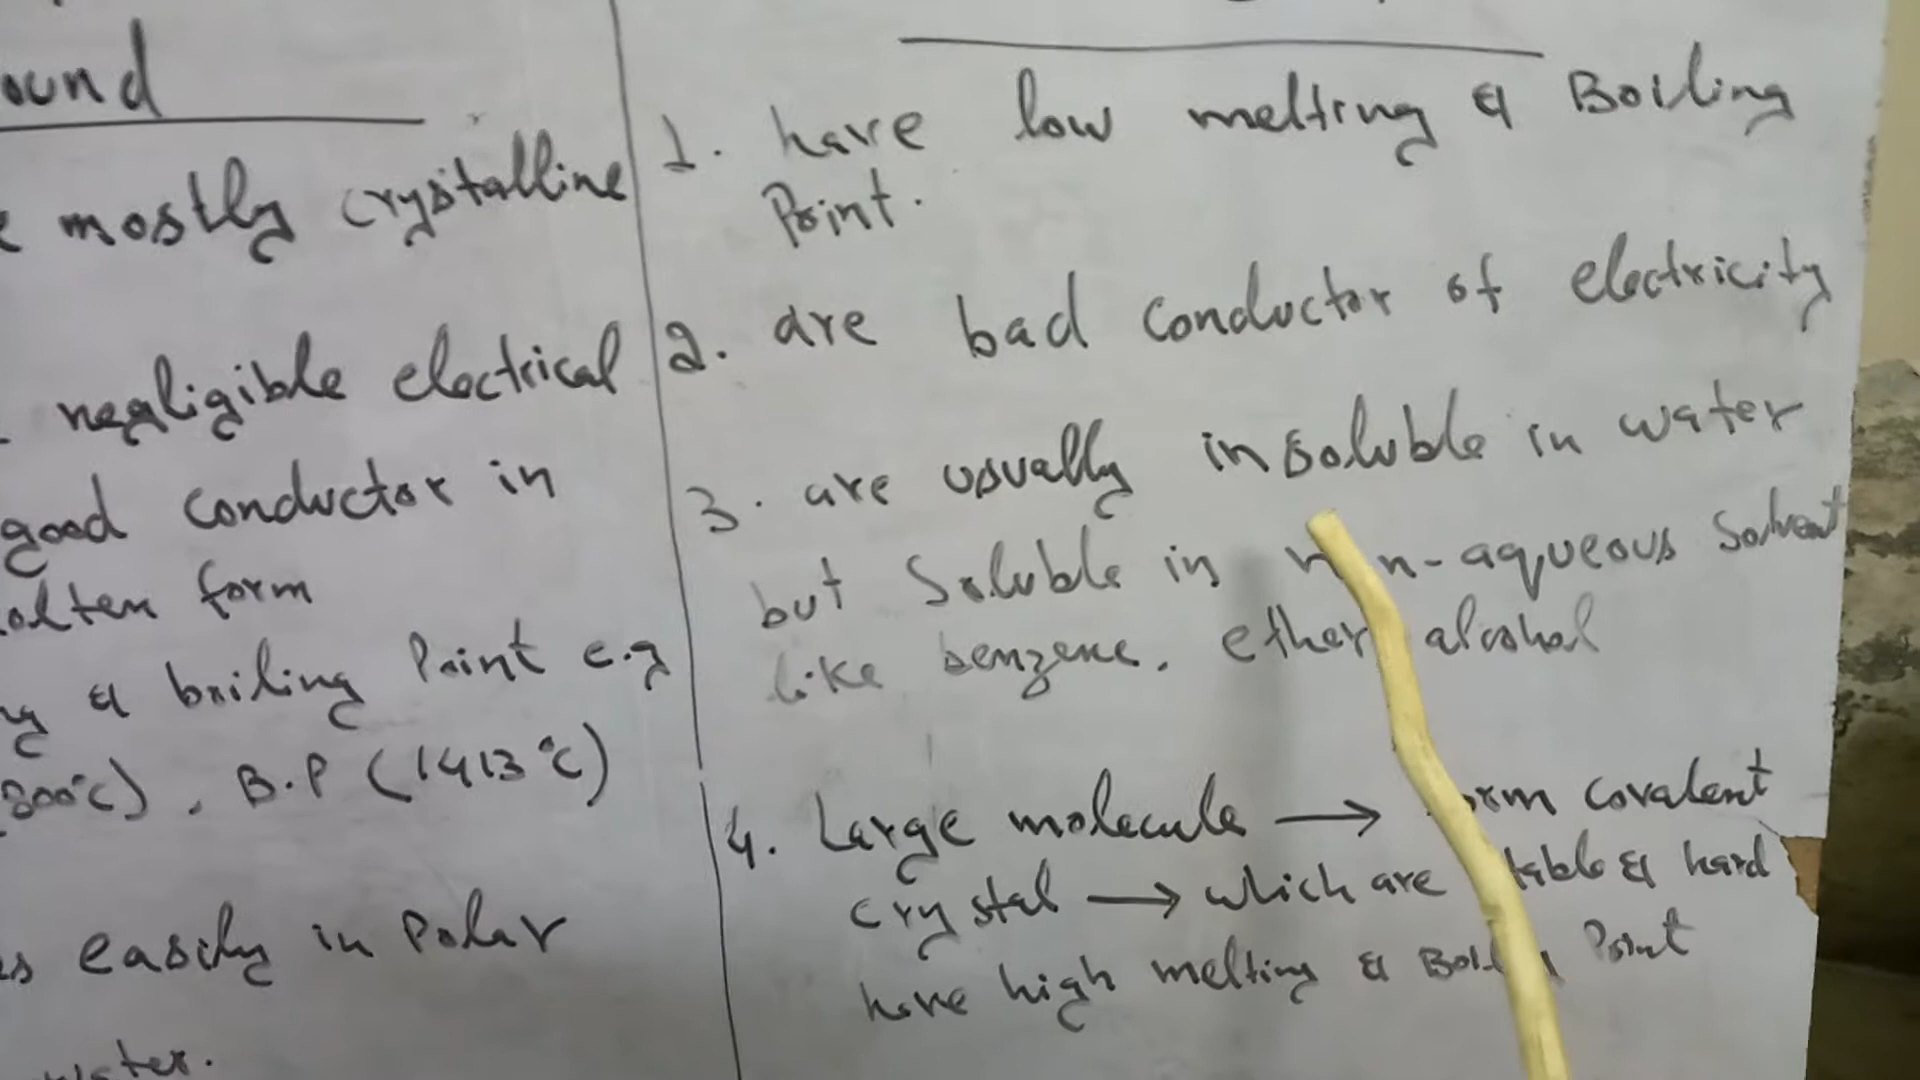 ound
mostly crystalline
negligible electrical
good conductor in
olten form
& boiling Point e.g
800°C) , B.P (1413°C)
easily in Polar
water.
1. have low melting & Boiling
Point.
2. are bad conductor of electricity
3. are usually insoluble in water
but Soluble in n n-aqueous Solvent
like benzene, ether alcohol
4. Large molecule → orm covalent
crystal → which are table & hard
have high melting & Boi Point